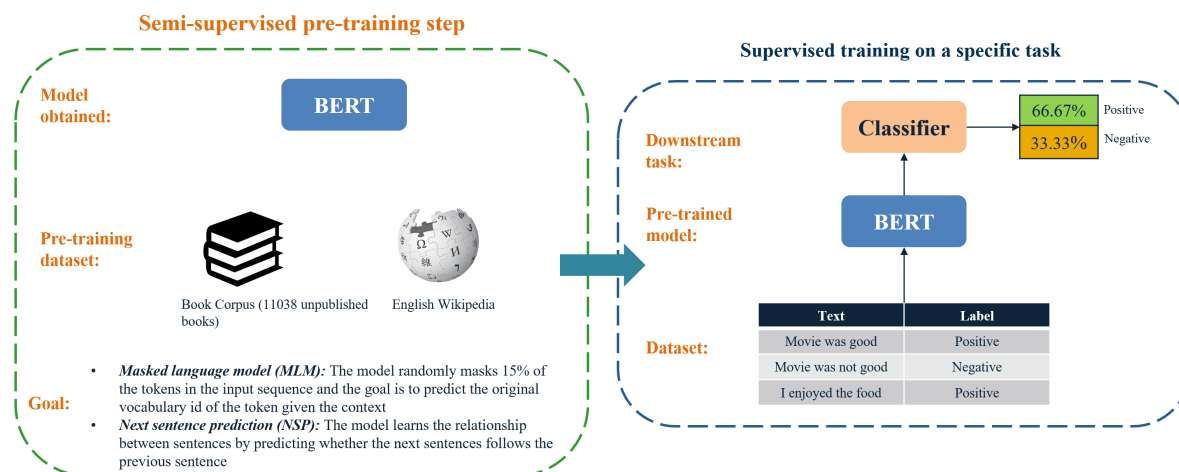 Semi-supervised pre-training step
Model
obtained:
BERT
Pre-training
dataset:
Ω
W
維
И
Book Corpus (11038 unpublished
books)
English Wikipedia
Goal:
• Masked language model (MLM): The model randomly masks 15% of
the tokens in the input sequence and the goal is to predict the original
vocabulary id of the token given the context
• Next sentence prediction (NSP): The model learns the relationship
between sentences by predicting whether the next sentences follows the
previous sentence
Supervised training on a specific task
Downstream
task:
Classifier
66.67%
Positive
33.33%
Negative
Pre-trained
model:
BERT
Dataset:
Text Label
Movie was good Positive
Movie was not good Negative
I enjoyed the food Positive